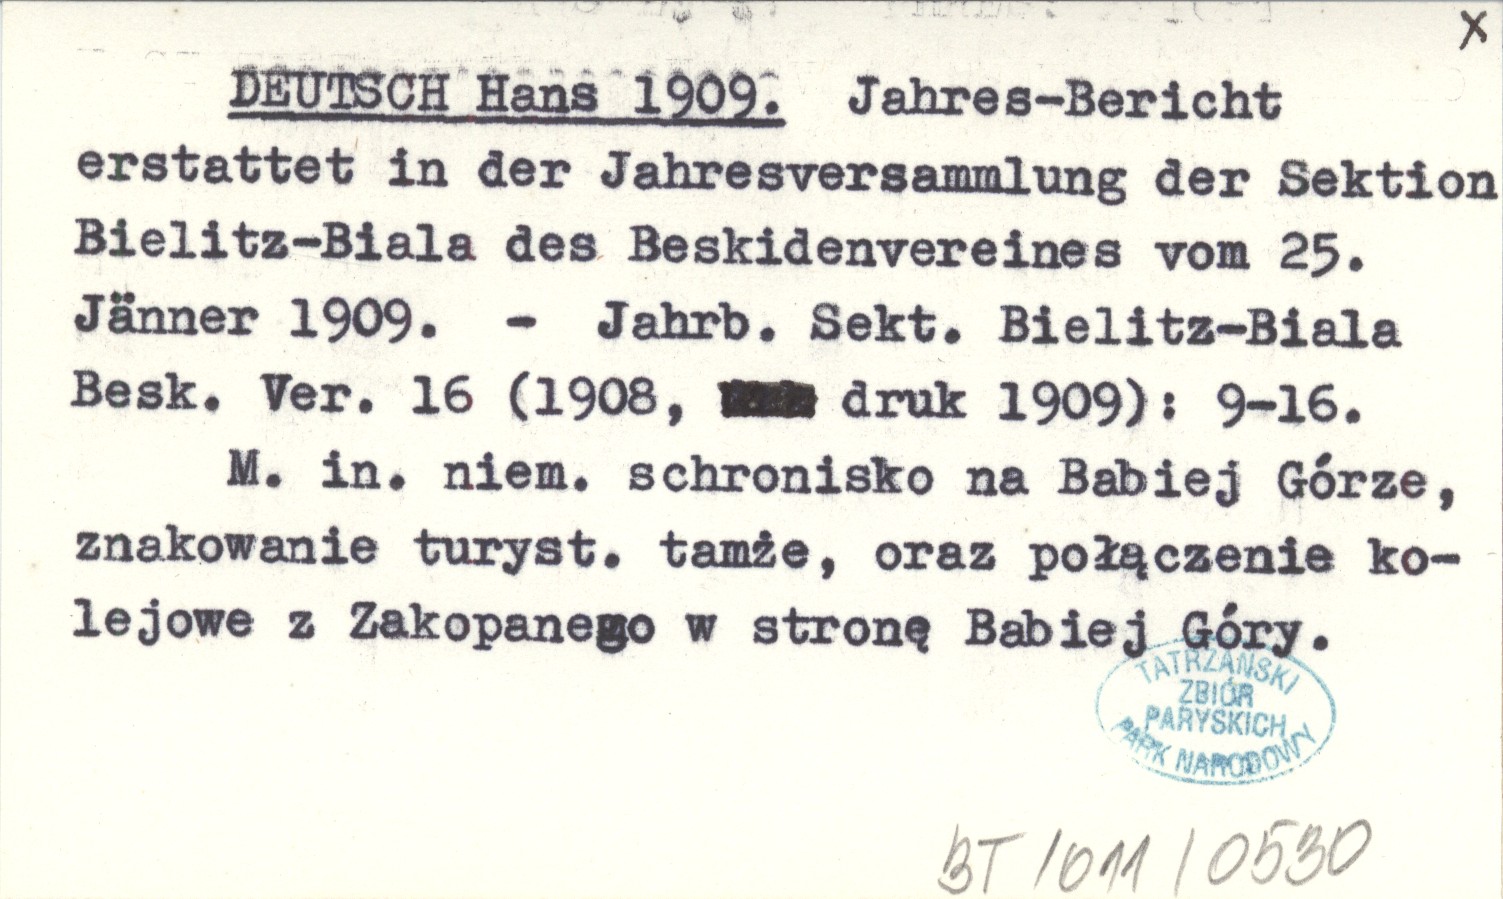 x
DEUTSCH Hans 1909. Jahres-Bericht
erstattet in der Jahresversammlung der Sektion
Bielitz-Biala des Beskidenvereines vom 25.
Jänner 1909. - Jahrb. Sekt. Bielitz-Biala
Besk. Ver. 16 (1908, druk 1909): 9-16.
M. in. niem. schronisko na Babiej Górze,
znakowanie turyst. tamże, oraz połączenie ko-
lejowe z Zakopanego w stronę Babiej Góry.
TATRZAŃSKI
ZBIÓR
PARYSKICH
PARK NARODOWY
BT/011/0530